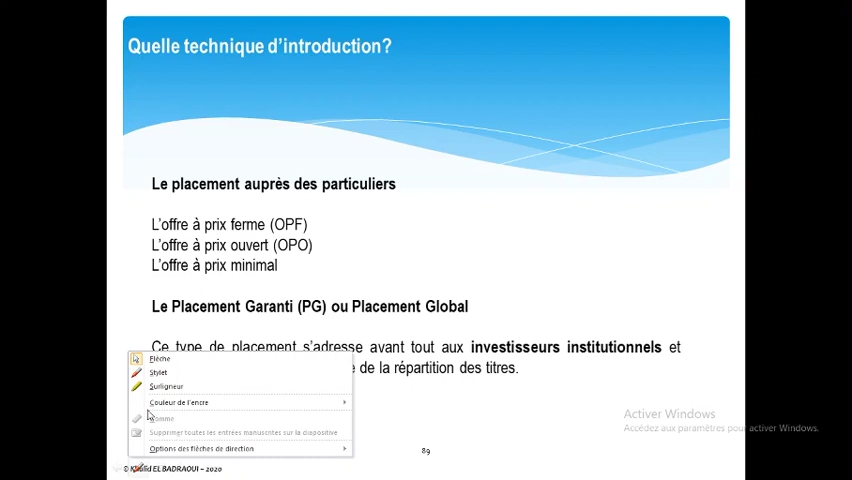 Quelle technique d'introduction?
Le placement auprès des particuliers
L'offre à prix ferme (OPF)
L'offre à prix ouvert (OPO)
L'offre à prix minimal
Le Placement Garanti (PG) ou Placement Global
Ce type de placement s'adresse avant tout aux investisseurs institutionnels et
e de la répartition des titres.
Flèche
Stylet
Surligneur
Couleur de l'encre
Gomme
Supprimer toutes les entrées manuscrites sur la diapositive
Options des flèches de direction
Activer Windows
Accédez aux paramètres pour activer Windows.
89
© Khalid EL BADRAOUI – 2020